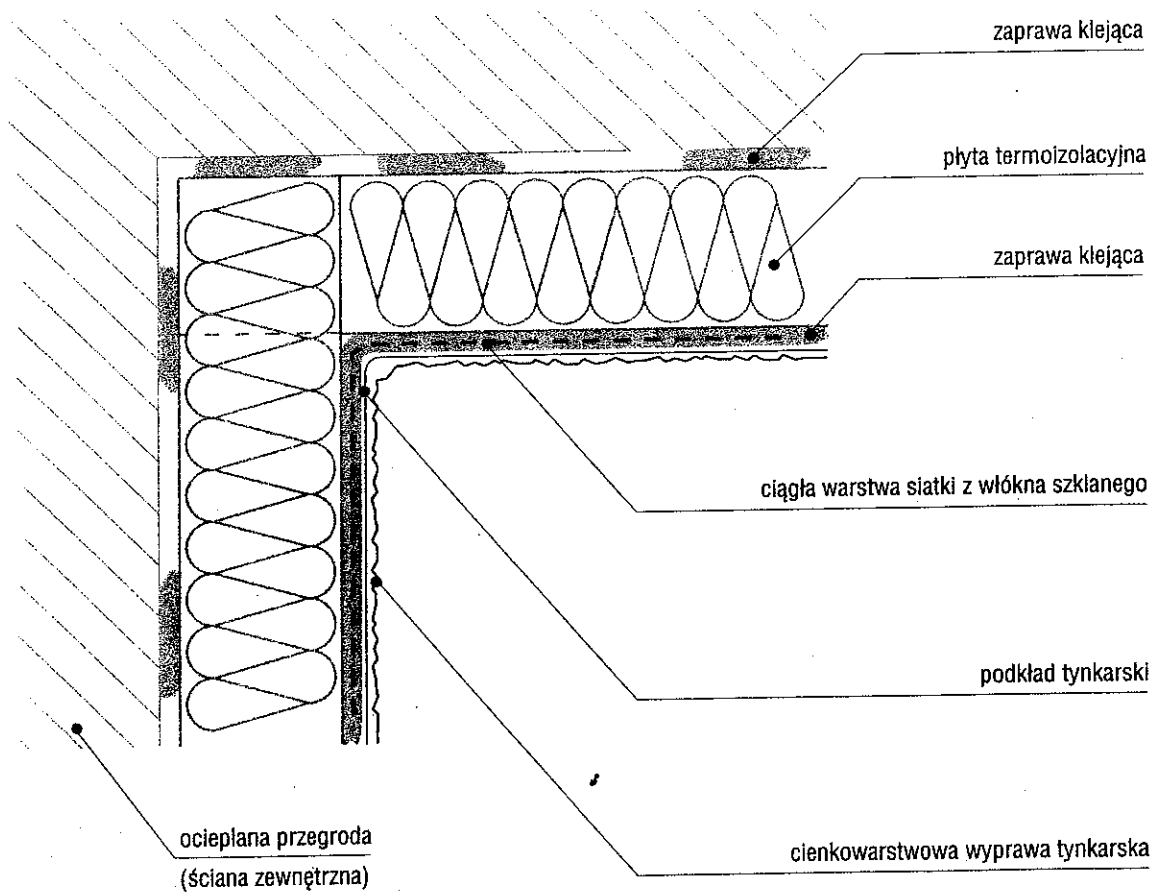 zaprawa klejąca
płyta termoizolacyjna
zaprawa klejąca
ciągła warstwa siatki z włókna szklanego
podkład tynkarski
cienkowarstwowa wyprawa tynkarska
ocieplana przegroda
(ściana zewnętrzna)